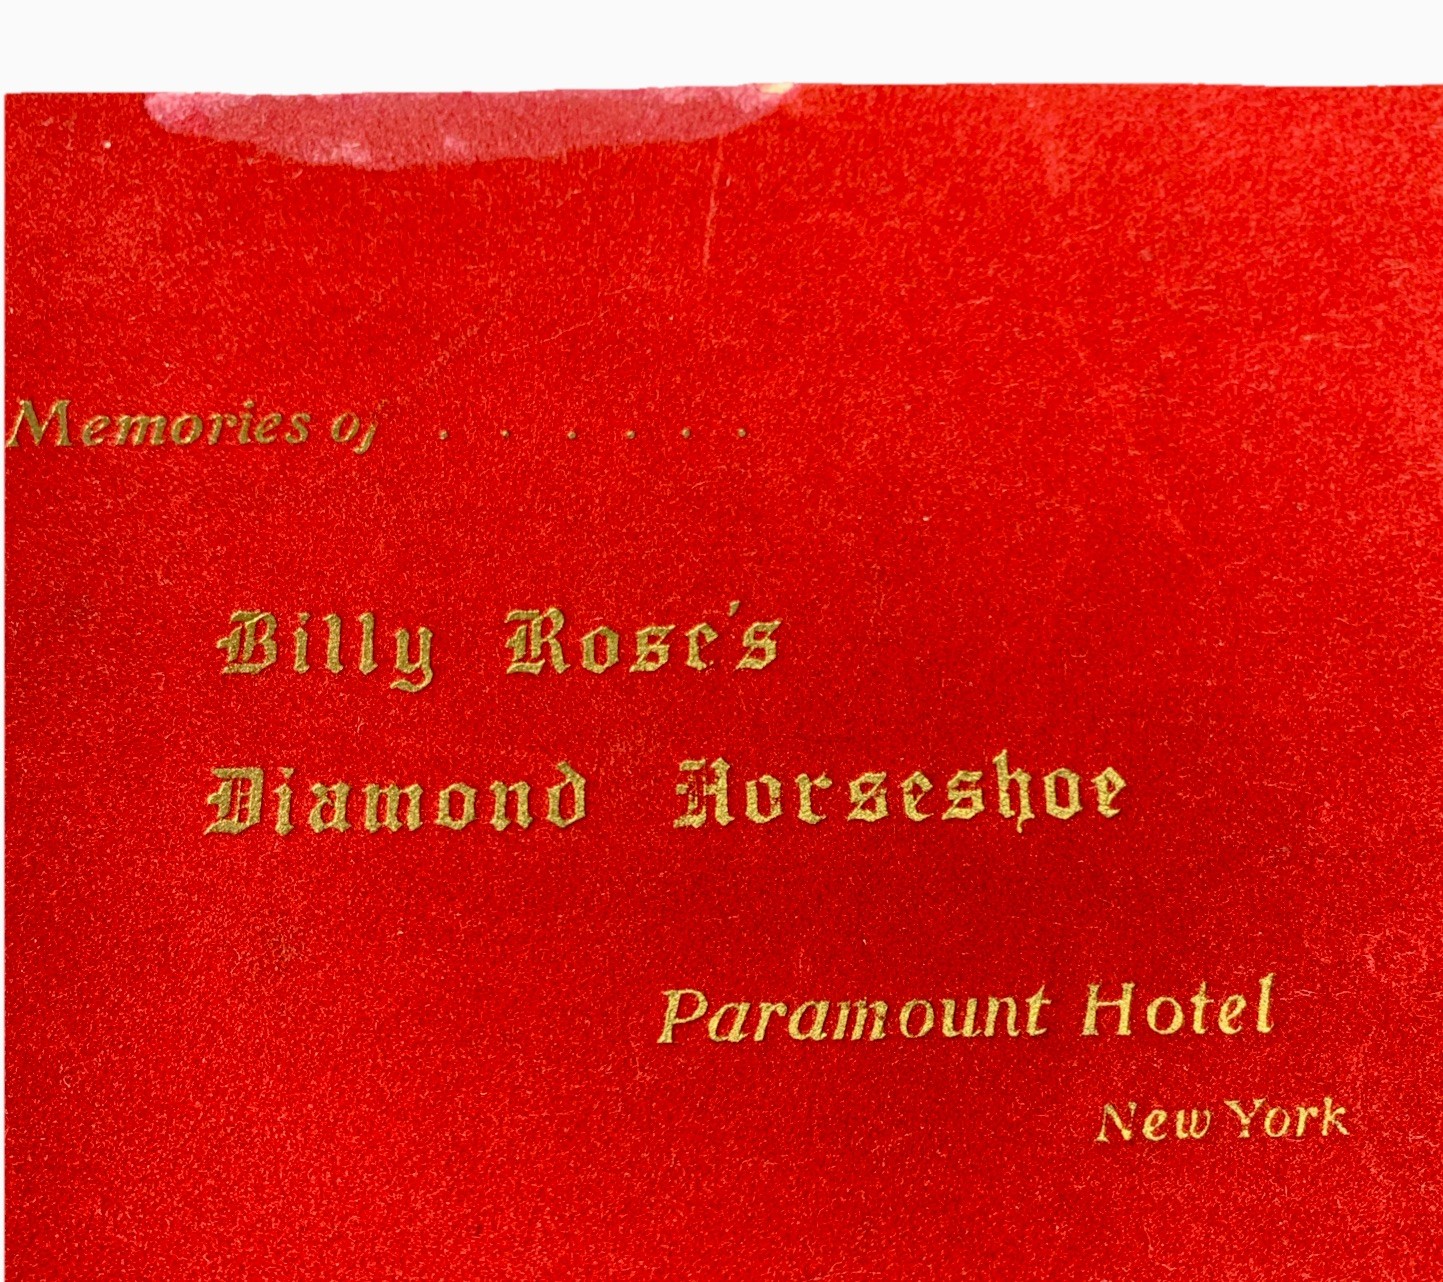 Memories of . . . . . .
Billy Rose's
Diamond Horseshoe
Paramount Hotel
New York